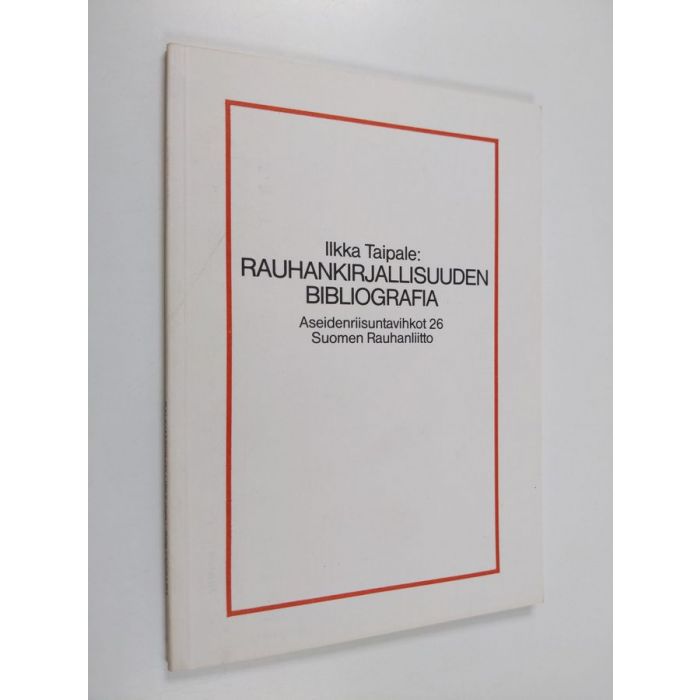 Ilkka Taipale:
RAUHANKIRJALLISUUDEN
BIBLIOGRAFIA
Aseidenriisuntavihkot 26
Suomen Rauhanliitto